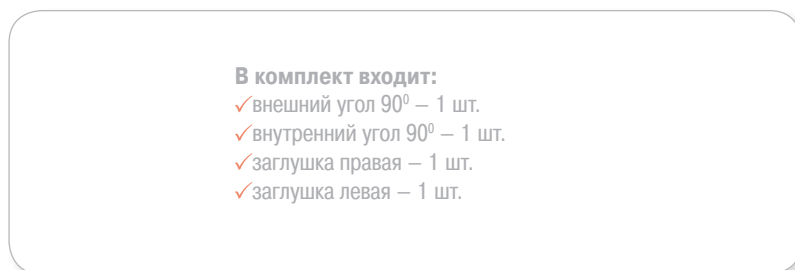 В комплект входит:
✓внешний угол 90⁰ – 1 шт.
✓внутренний угол 90⁰ – 1 шт.
✓заглушка правая – 1 шт.
✓заглушка левая – 1 шт.